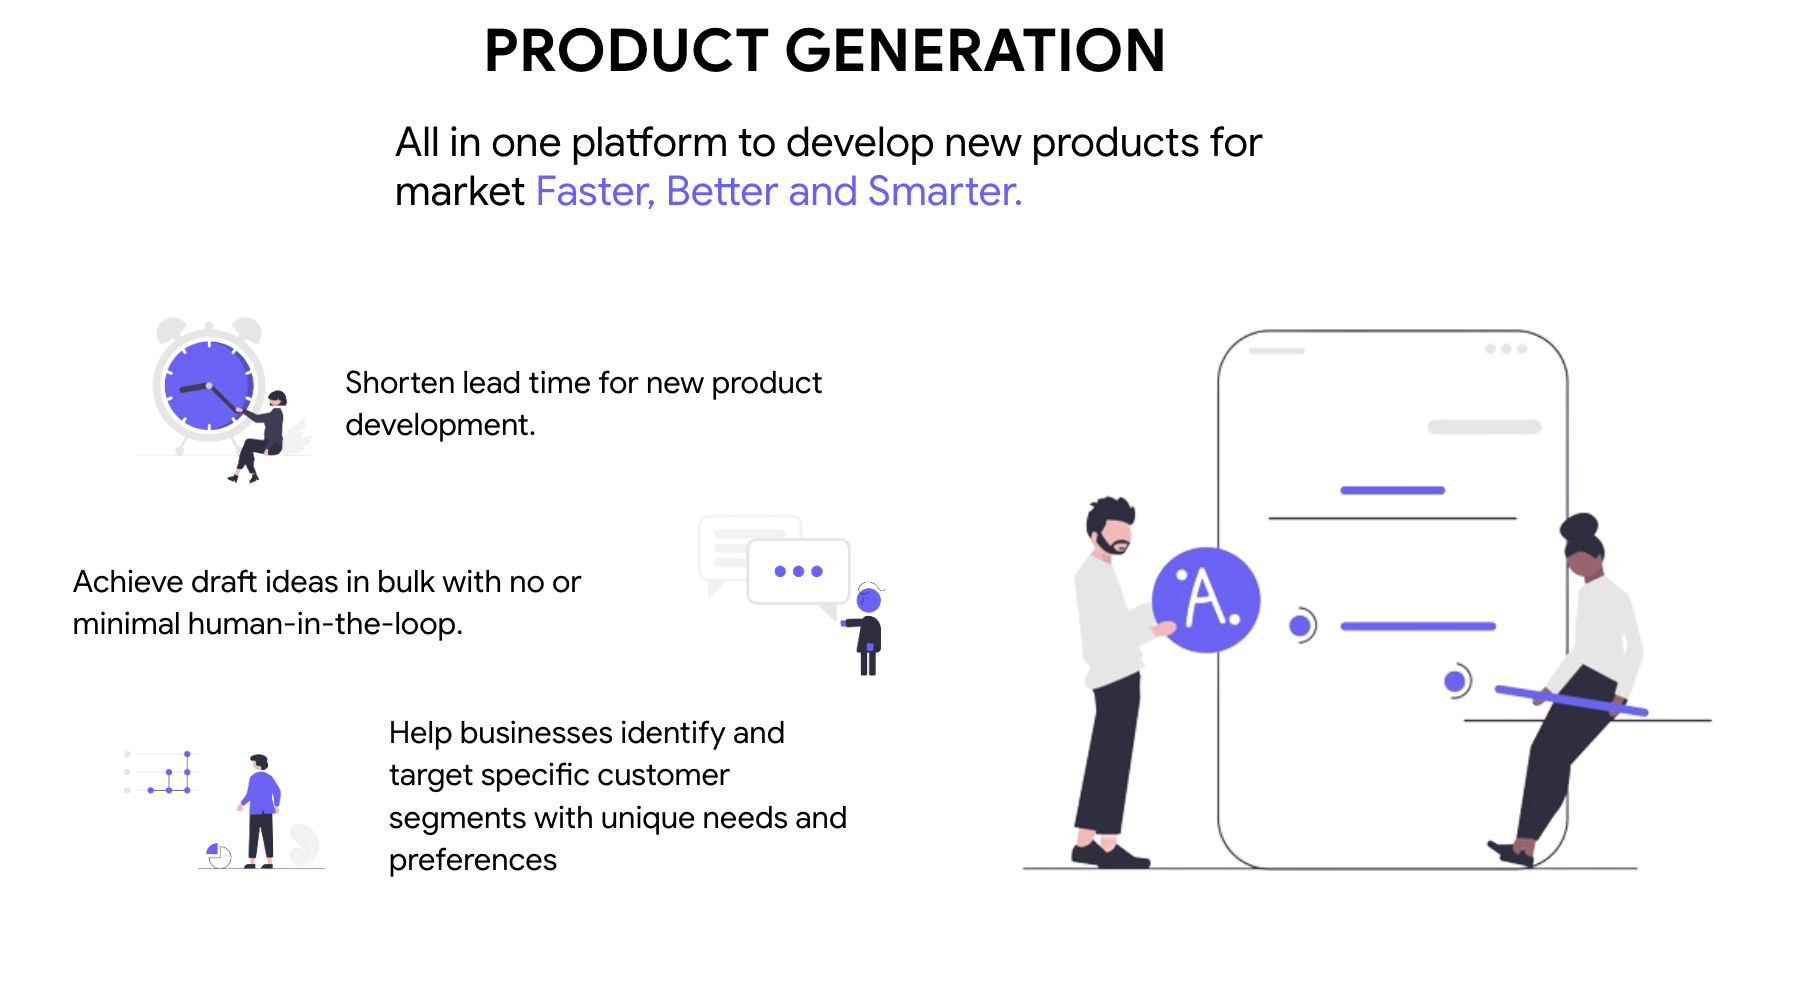 PRODUCT GENERATION
All in one platform to develop new products for
market Faster, Better and Smarter.
Shorten lead time for new product
development.
Achieve draft ideas in bulk with no or
minimal human-in-the-loop.
Help businesses identify and
target specific customer
segments with unique needs and
preferences
A